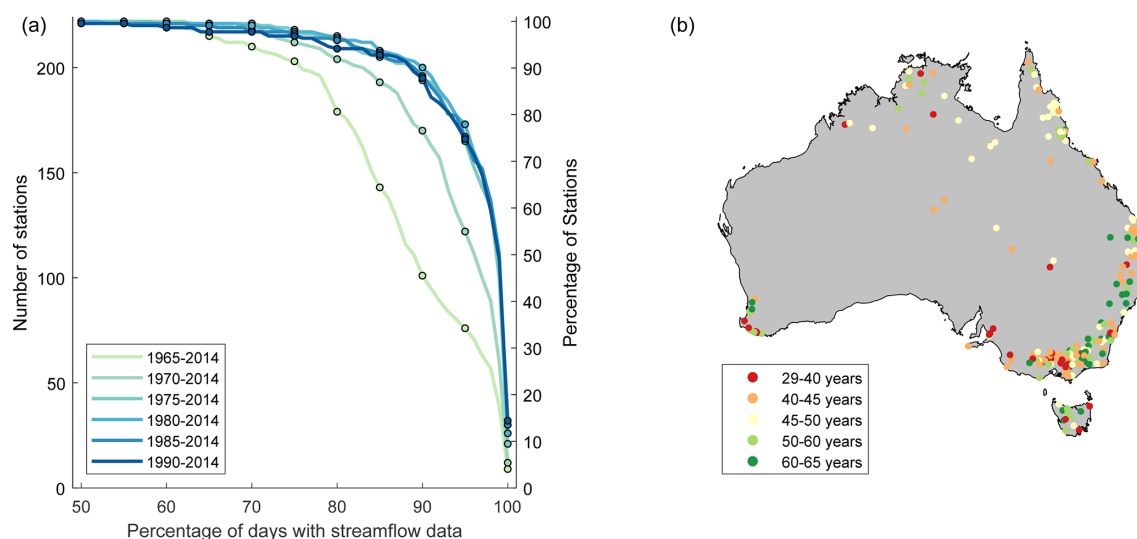 (a)
Number of stations
200
150
100
50
0
100
90
80
70
60
50
40
30
20
10
0
Percentage of Stations
1965-2014
1970-2014
1975-2014
1980-2014
1985-2014
1990-2014
50 60 70 80 90 100
Percentage of days with streamflow data
(b)
29-40 years
40-45 years
45-50 years
50-60 years
60-65 years